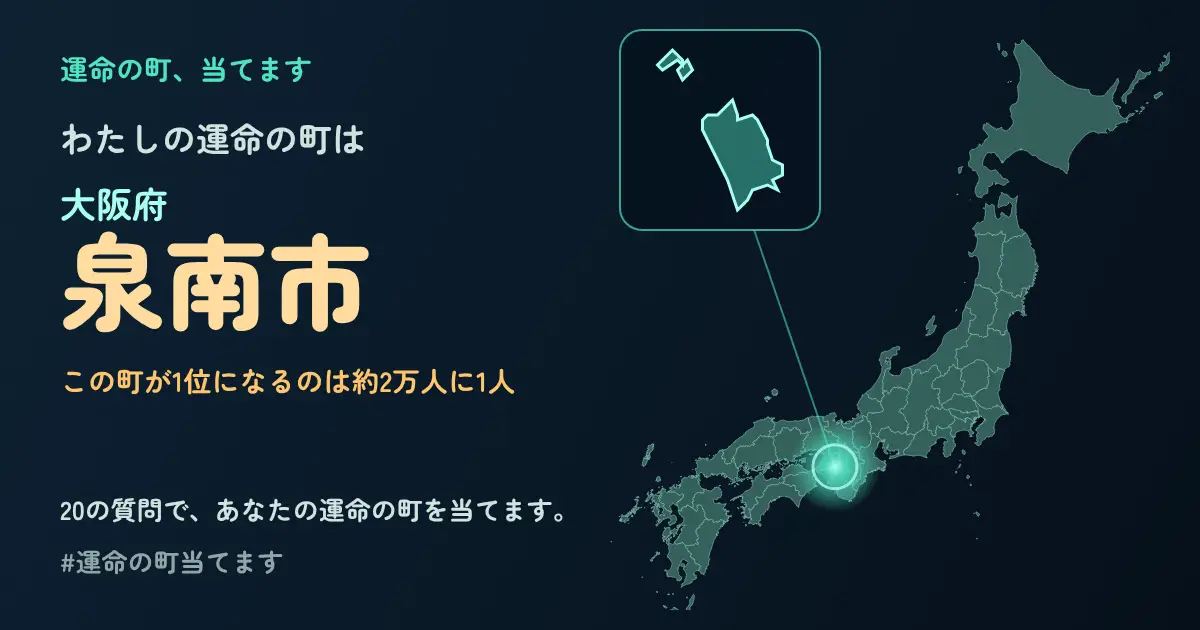 運命の町、当てます
わたしの運命の町は
大阪府
泉南市
この町が1位になるのは約2万人に1人
20の質問で、あなたの運命の町を当てます。
#運命の町当てます